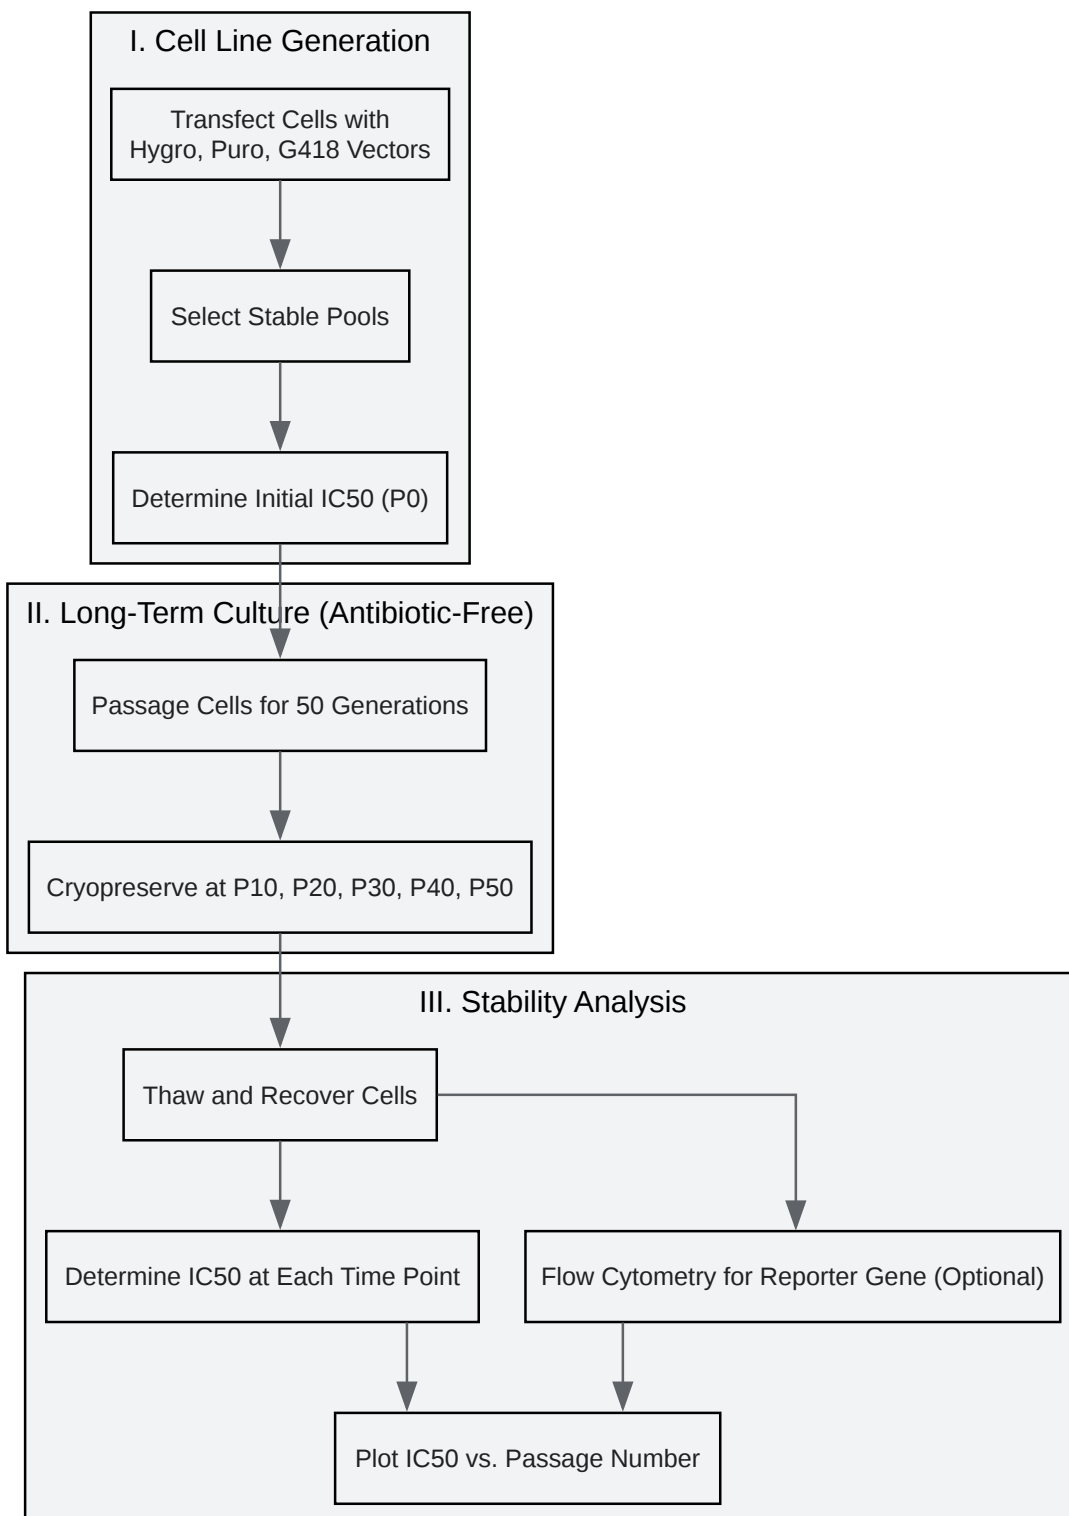 I. Cell Line Generation
Transfect Cells with
Hygro, Puro, G418 Vectors
Select Stable Pools
Determine Initial IC50 (P0)
II. Long-Term Culture (Antibiotic-Free)
Passage Cells for 50 Generations
Cryopreserve at P10, P20, P30, P40, P50
III. Stability Analysis
Thaw and Recover Cells
Determine IC50 at Each Time Point
Flow Cytometry for Reporter Gene (Optional)
Plot IC50 vs. Passage Number